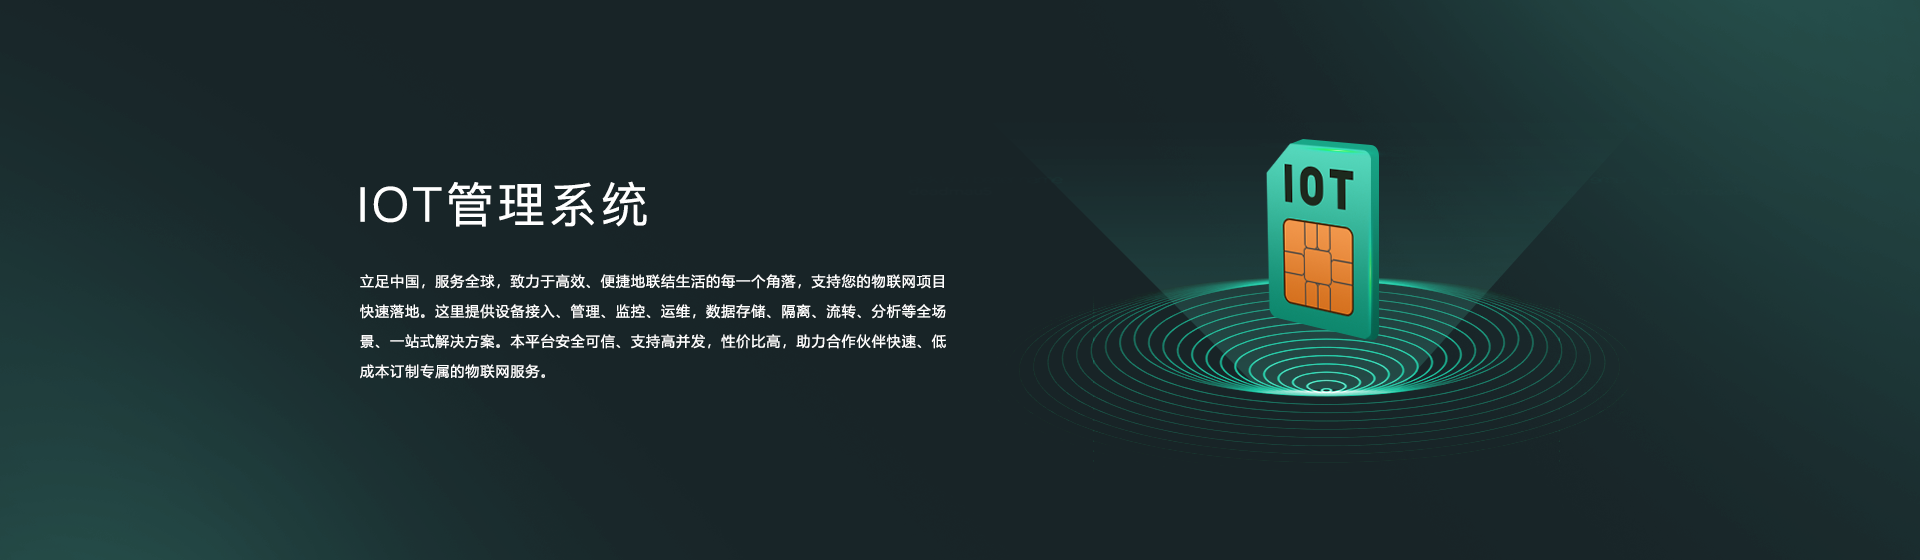 IOT管理系统
立足中国，服务全球，致力于高效、便捷地联结生活的每一个角落，支持您的物联网项目
快速落地。这里提供设备接入、管理、监控、运维，数据存储、隔离、流转、分析等全场
景、一站式解决方案。本平台安全可信、支持高并发，性价比高，助力合作伙伴快速、低
成本订制专属的物联网服务。
IOT